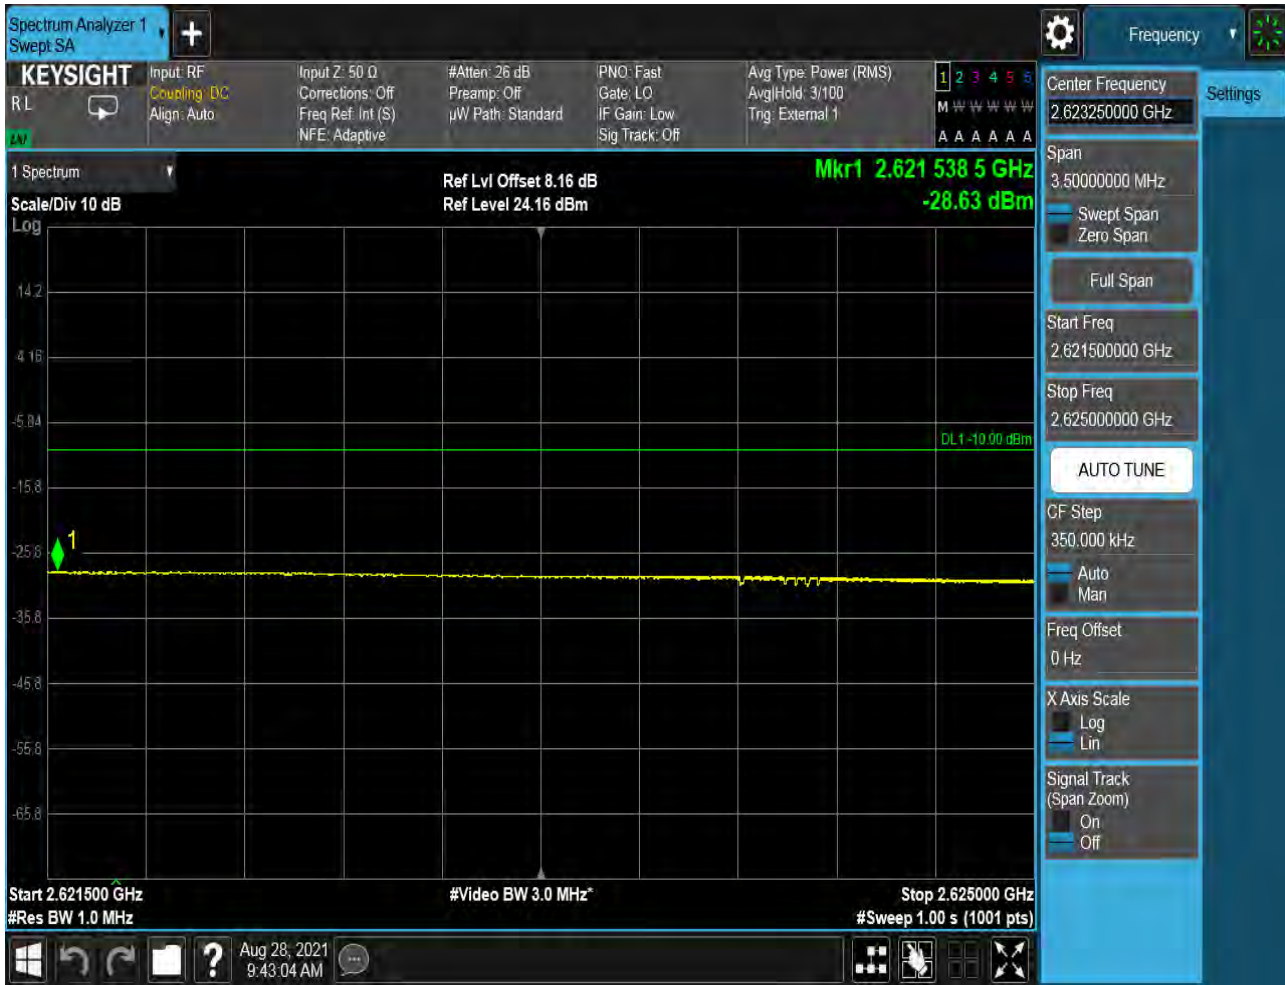 Spectrum Analyzer 1
Swept SA
Frequency
KEYSIGHT
R L
Input: RF
Coupling: DC
Align: Auto
Input Z: 50 Ω
Corrections: Off
Freq Ref: Int (S)
NFE: Adaptive
#Atten: 26 dB
Preamp: Off
µW Path: Standard
PNO: Fast
Gate: LO
IF Gain: Low
Sig Track: Off
Avg Type: Power (RMS)
Avg|Hold: 3/100
Trig: External 1
1 2 3 4 5 6
M W W W W W
A A A A A A
1 Spectrum
Scale/Div 10 dB
Log
Ref Lvl Offset 8.16 dB
Ref Level 24.16 dBm
Mkr1 2.621 538 5 GHz
-28.63 dBm
14.2
4.16
-5.84
DL1 -10.00 dBm
-15.8
1
-25.8
-35.8
-45.8
-55.8
-65.8
Start 2.621500 GHz
#Res BW 1.0 MHz
#Video BW 3.0 MHz*
Stop 2.625000 GHz
#Sweep 1.00 s (1001 pts)
Center Frequency
2.623250000 GHz
Settings
Span
3.50000000 MHz
Swept Span
Zero Span
Full Span
Start Freq
2.621500000 GHz
Stop Freq
2.625000000 GHz
AUTO TUNE
CF Step
350.000 kHz
Auto
Man
Freq Offset
0 Hz
X Axis Scale
Log
Lin
Signal Track
(Span Zoom)
On
Off
?
Aug 28, 2021
9:43:04 AM